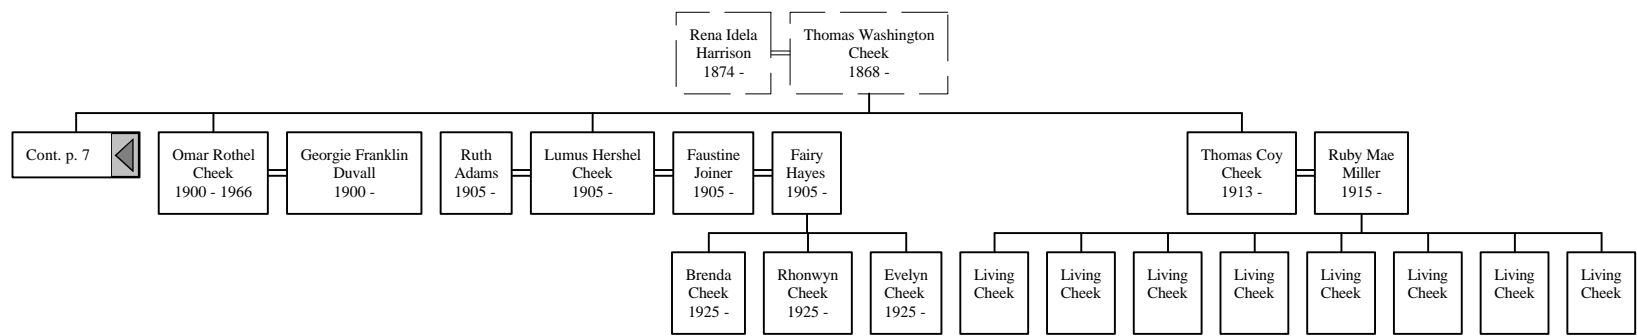 Rena Idela
Harrison
1874 -
Thomas Washington
Cheek
1868 -
Cont. p. 7
Omar Rothel
Cheek
1900 - 1966
Georgie Franklin
Duvall
1900 -
Ruth
Adams
1905 -
Lumus Hershel
Cheek
1905 -
Faustine
Joiner
1905 -
Fairy
Hayes
1905 -
Thomas Coy
Cheek
1913 -
Ruby Mae
Miller
1915 -
Brenda
Cheek
1925 -
Rhonwyn
Cheek
1925 -
Evelyn
Cheek
1925 -
Living
Cheek
Living
Cheek
Living
Cheek
Living
Cheek
Living
Cheek
Living
Cheek
Living
Cheek
Living
Cheek